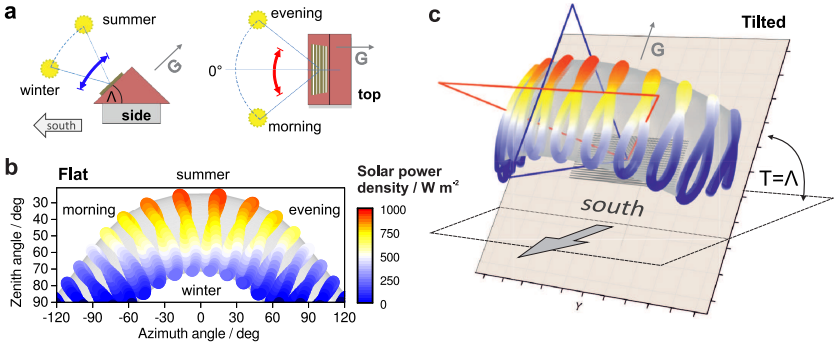 a
summer
winter
G
Λ
side
south
evening
0°
G
top
morning
b
Flat
summer
Solar power
density / W m-2
morning
evening
winter
Zenith angle / deg
30
40
50
60
70
80
90
-120
-90
-60
-30
0
30
60
90
120
Azimuth angle / deg
1000
750
500
250
0
c
Tilted
G
T=Λ
south
Y